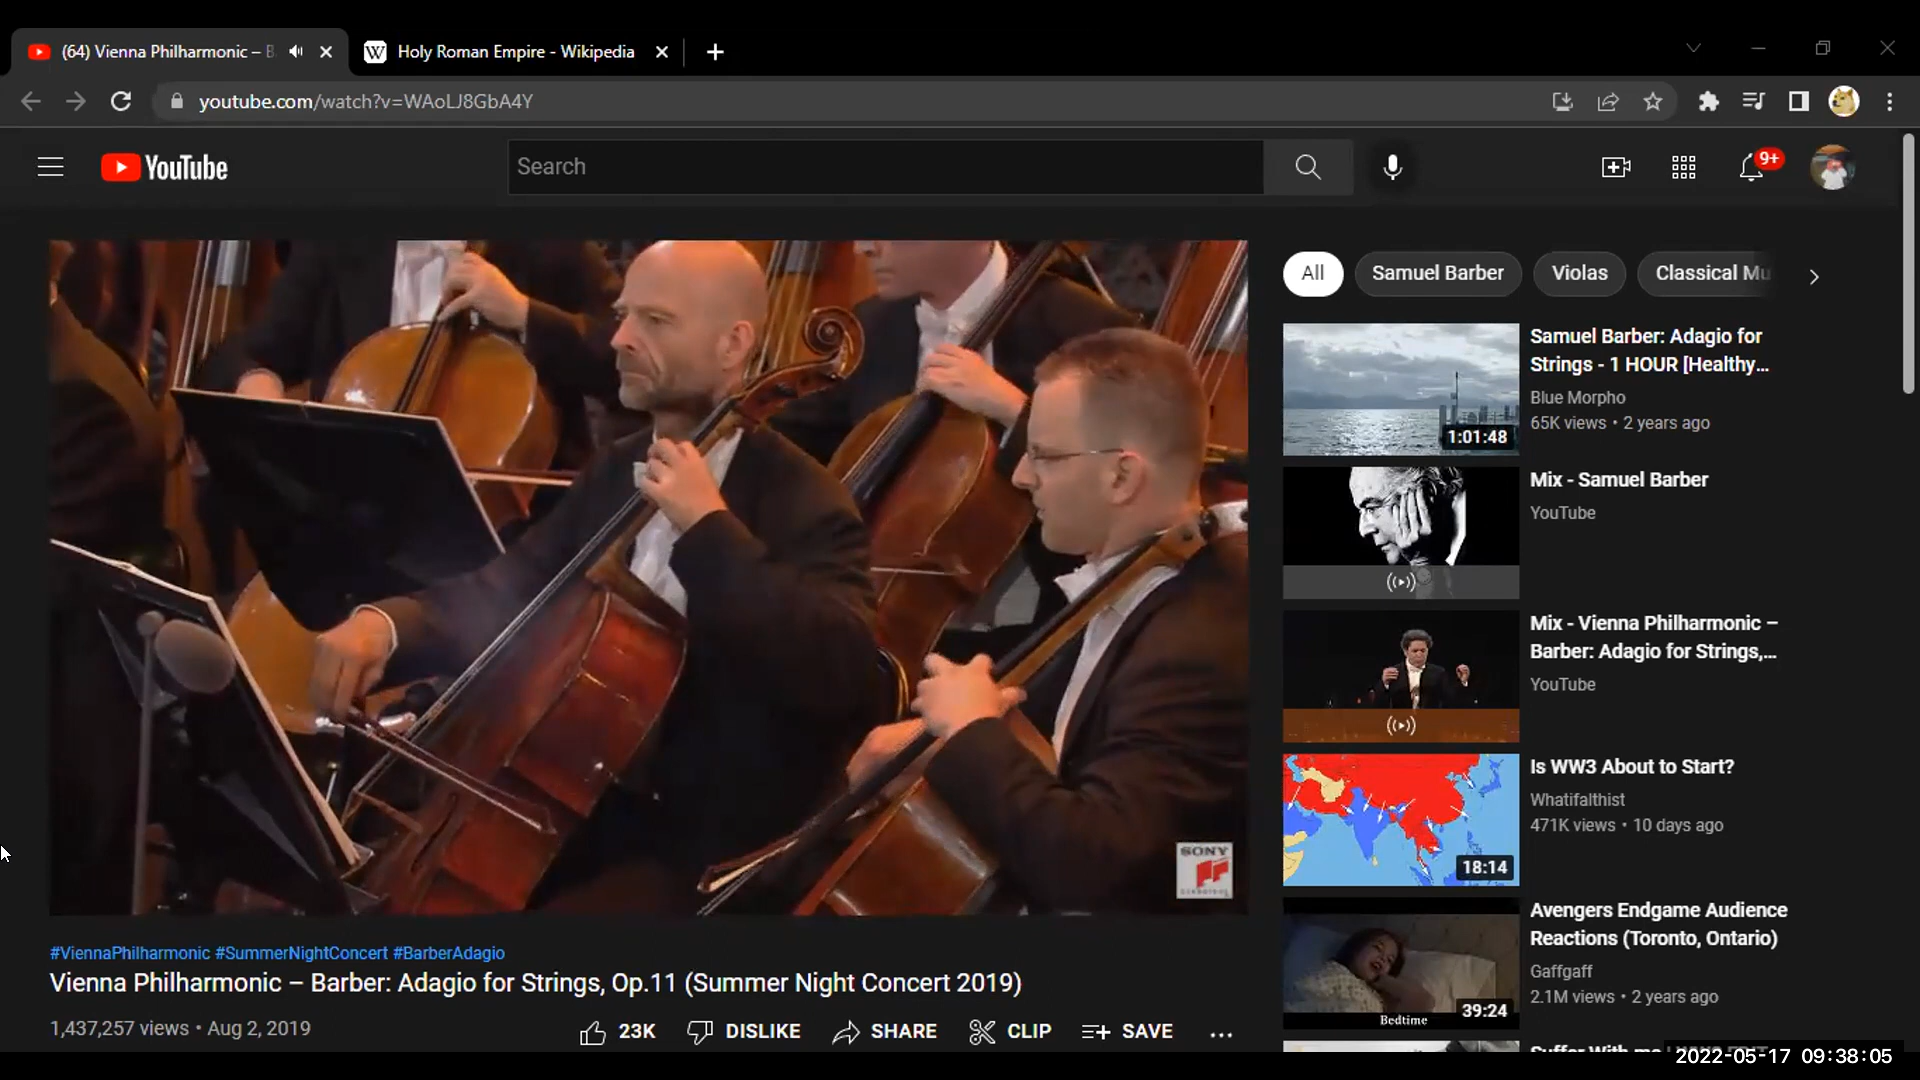 (64) Vienna Philharmonic – B
Holy Roman Empire - Wikipedia
youtube.com/watch?v=WAoLJ8GbA4Y
YouTube
Search
9+
All
Samuel Barber
Violas
Classical Mu
Samuel Barber: Adagio for
Strings - 1 HOUR [Healthy...
Blue Morpho
65K views • 2 years ago
1:01:48
Mix - Samuel Barber
YouTube
Mix - Vienna Philharmonic –
Barber: Adagio for Strings,...
YouTube
Is WW3 About to Start?
Whatifalthist
471K views • 10 days ago
18:14
Avengers Endgame Audience
Reactions (Toronto, Ontario)
Gaffgaff
2.1M views • 2 years ago
39:24
Bedtime
SONY
#ViennaPhilharmonic #SummerNightConcert #BarberAdagio
Vienna Philharmonic – Barber: Adagio for Strings, Op.11 (Summer Night Concert 2019)
1,437,257 views • Aug 2, 2019
23K
DISLIKE
SHARE
CLIP
SAVE
2022-05-17 09:38:05